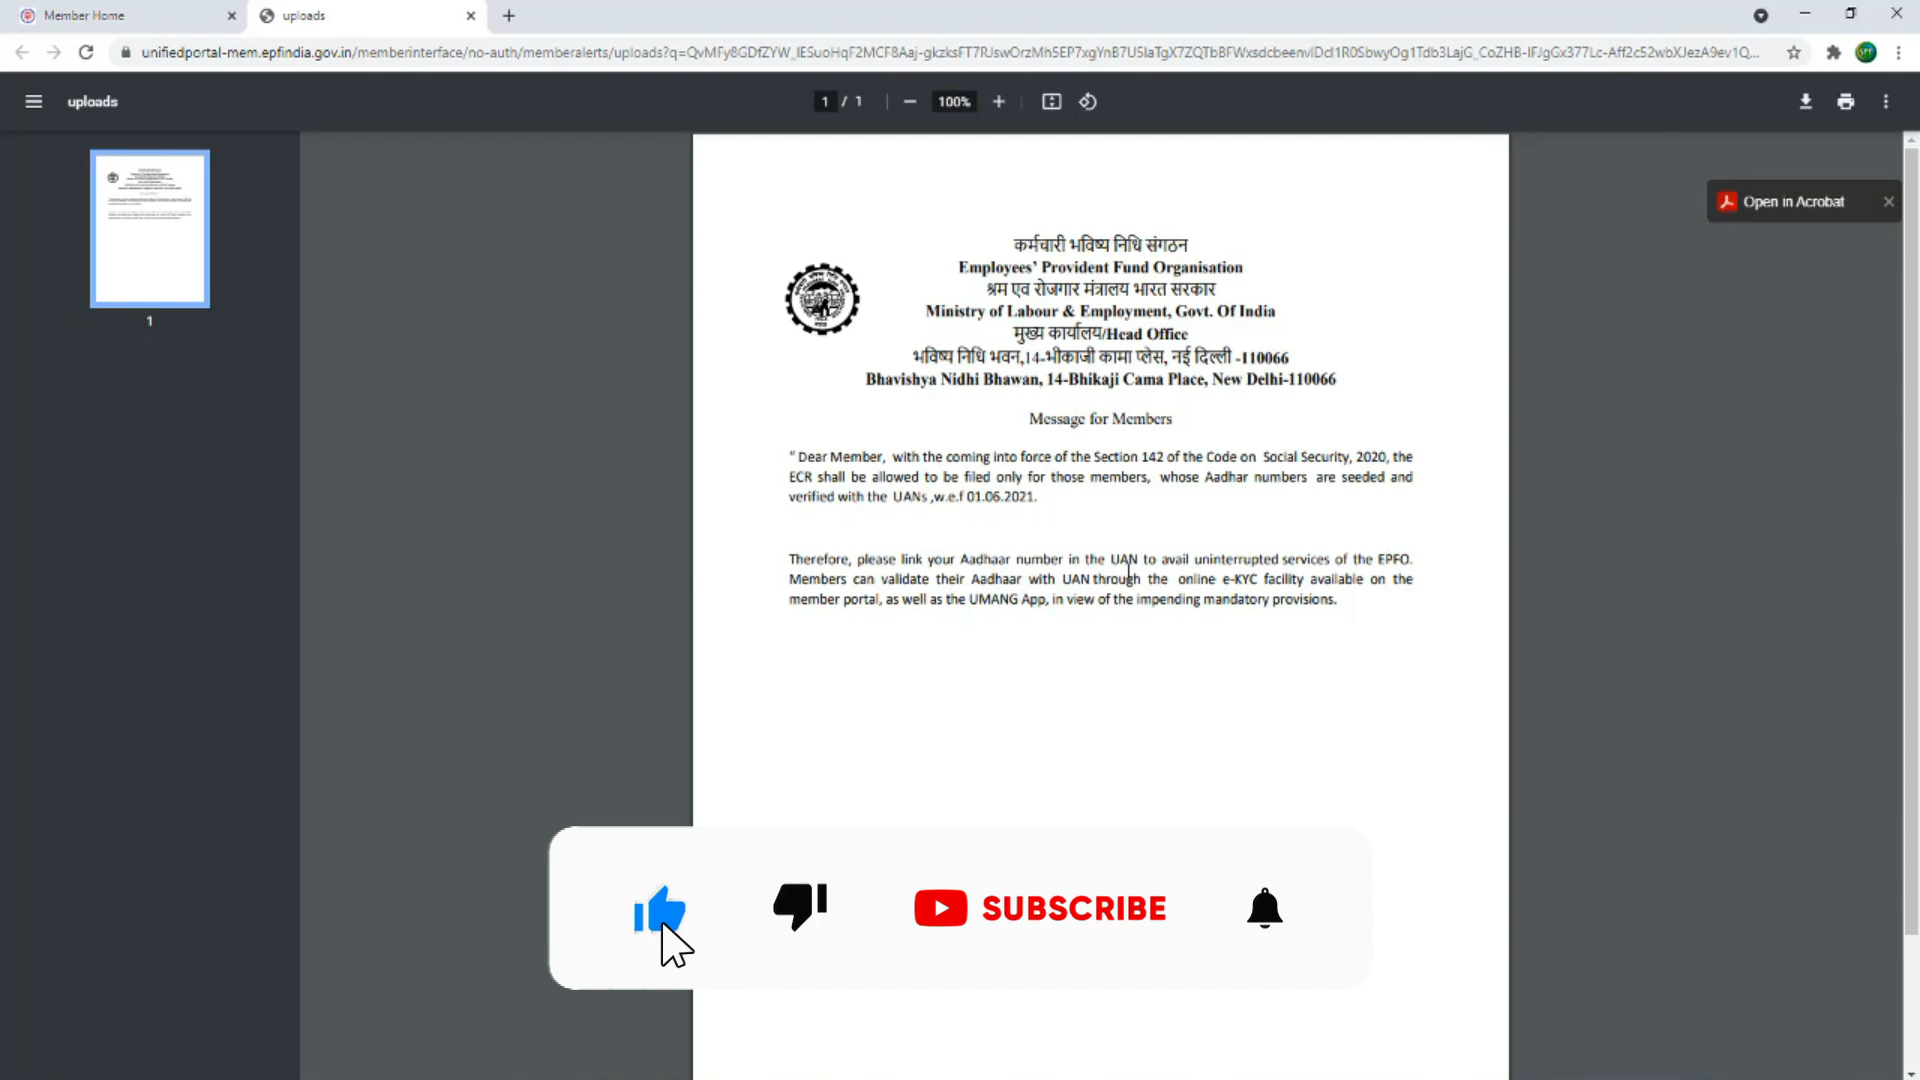 Member Home
uploads
unifiedportal-mem.epfindia.gov.in/memberinterface/no-auth/memberalerts/uploads?q=
uploads
1 / 1
100%
Open in Acrobat
1
कर्मचारी भविष्य निधि संगठन
Employees’ Provident Fund Organisation
श्रम एव रोजगार मंत्रालय भारत सरकार
Ministry of Labour & Employment, Govt. Of India
मुख्य कार्यालय/Head Office
भविष्य निधि भवन,14-भीकाजी कामा प्लेस, नई दिल्ली -110066
Bhavishya Nidhi Bhawan, 14-Bhikaji Cama Place, New Delhi-110066
Message for Members
“ Dear Member, with the coming into force of the Section 142 of the Code on Social Security, 2020, the
ECR shall be allowed to be filed only for those members, whose Aadhar numbers are seeded and
verified with the UANs ,w.e.f 01.06.2021.
Therefore, please link your Aadhaar number in the UAN to avail uninterrupted services of the EPFO.
Members can validate their Aadhaar with UAN through the online e-KYC facility available on the
member portal, as well as the UMANG App, in view of the impending mandatory provisions.
SUBSCRIBE